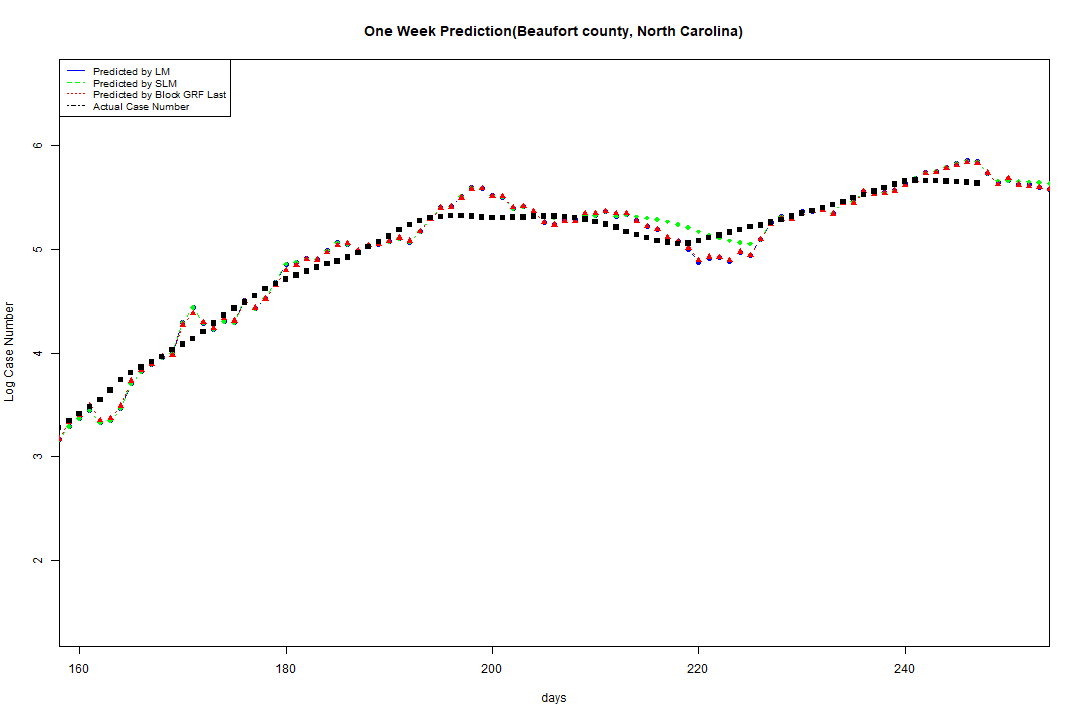 One Week Prediction(Beaufort county, North Carolina)
Predicted by LM
Predicted by SLM
Predicted by Block GRF Last
Actual Case Number
6
5
4
3
2
Log Case Number
160 180 200 220 240
days